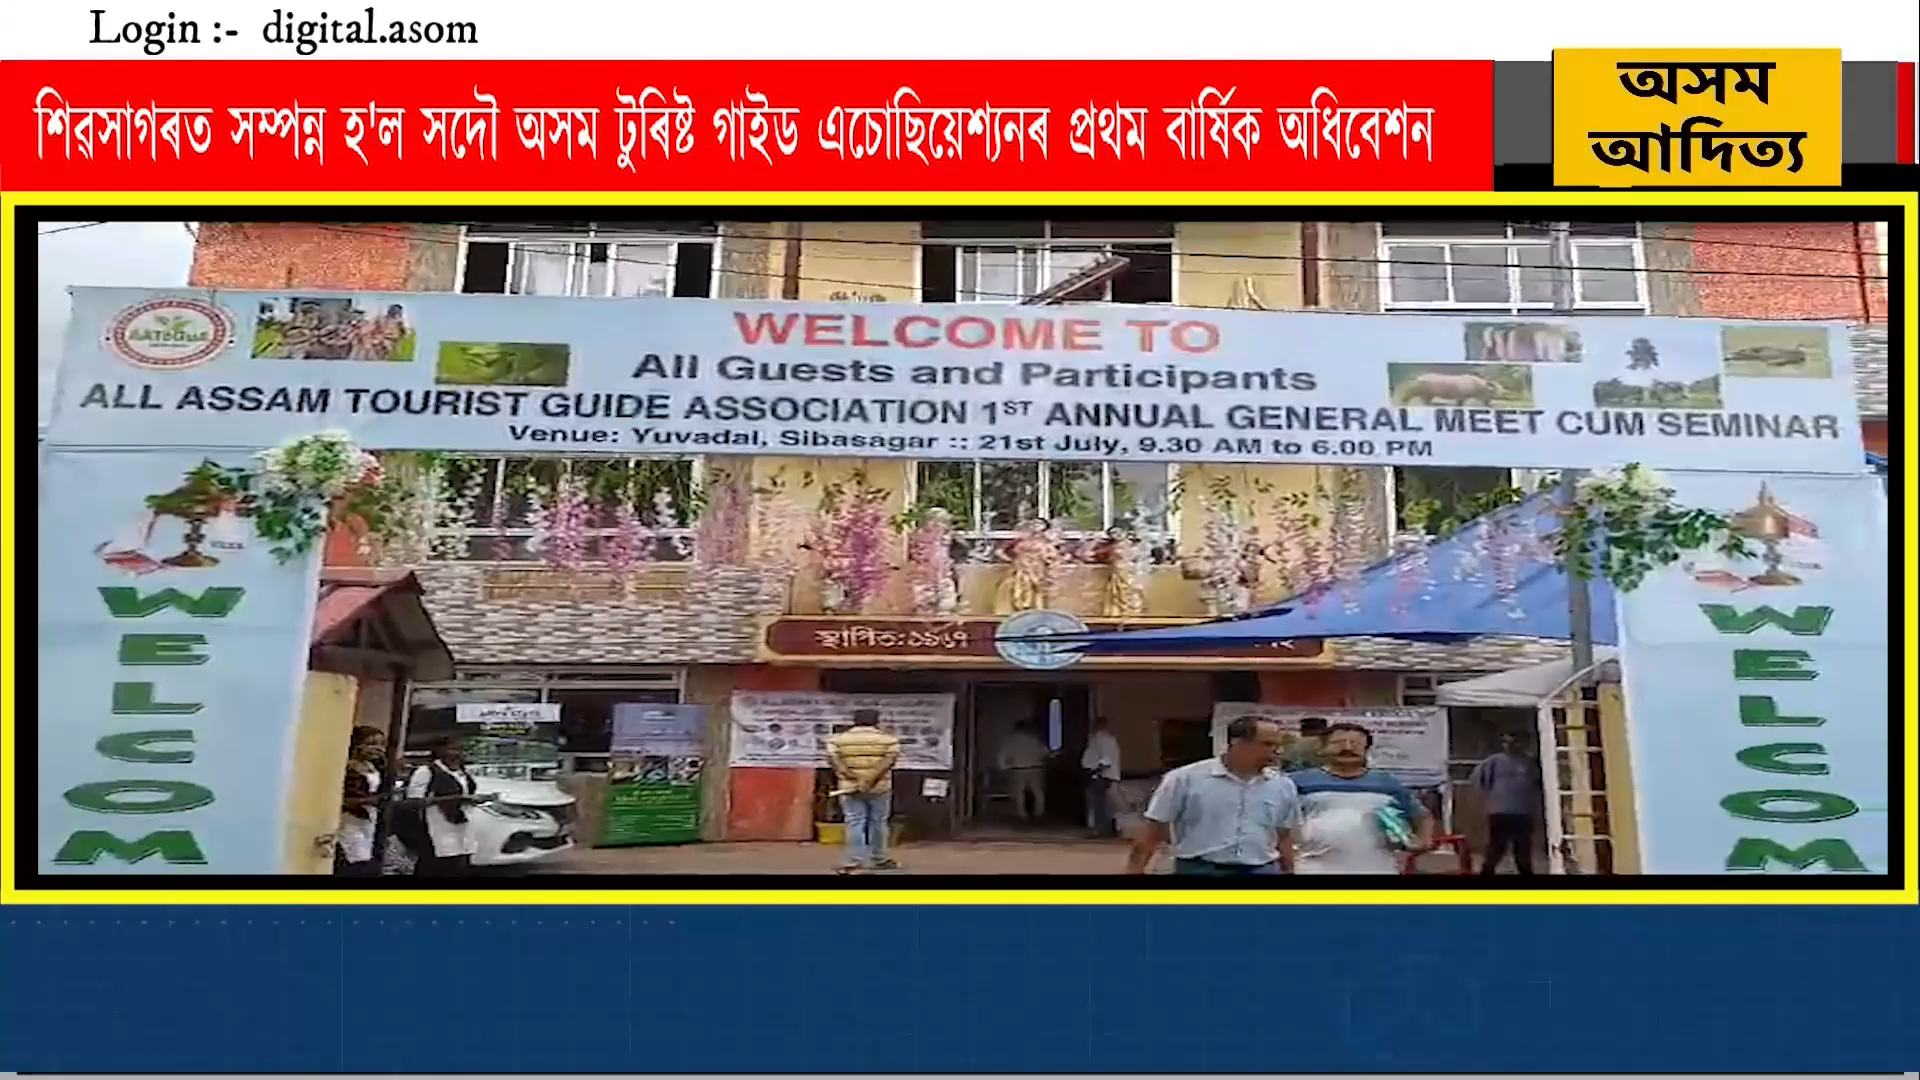 Login :- digital.asom
শিৱসাগৰত সম্পন্ন হ'ল সদৌ অসম টুৰিষ্ট গাইড এচোছিয়েশ্যনৰ প্ৰথম বাৰ্ষিক অধিবেশন
অসম
আদিত্য
WELCOME TO
All Guests and Participants
ALL ASSAM TOURIST GUIDE ASSOCIATION 1ST ANNUAL GENERAL MEET CUM SEMINAR
Venue: Yuvadal, Sibasagar :: 21st July, 9.30 AM to 6.00 PM
WELCOM
WELCOM
স্থাপিত:১৯৬৭